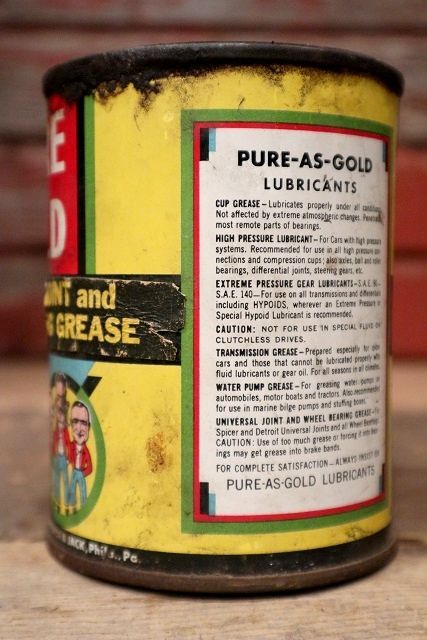 E
D
JOINT and
GREASE
& JACK, Phila., Pa.
PURE-AS-GOLD
LUBRICANTS
CUP GREASE – Lubricates properly under all
Not affected by extreme atmospheric changes.
most remote parts of bearings.
HIGH PRESSURE LUBRICANT – For Cars with high pressure
systems. Recommended for use in all high pressure
nections and compression cups; also axles, ball and roller
bearings, differential joints, steering gears, etc.
EXTREME PRESSURE GEAR LUBRICANTS – S.A.E. 90 –
S.A.E. 140 – For use on all transmissions and differentials
including HYPOIDS, wherever an Extreme Pressure
Special Hypoid Lubricant is recommended.
CAUTION: NOT FOR USE IN SPECIAL FLUID OR
CLUTCHLESS DRIVES.
TRANSMISSION GREASE – Prepared especially for older
cars and those that cannot be lubricated properly with
fluid lubricants or gear oil. For all seasons in all climates.
WATER PUMP GREASE – For greasing water pumps on
automobiles, motor boats and tractors. Also recommended
for use in marine bilge pumps and stuffing boxes.
UNIVERSAL JOINT AND WHEEL BEARING GREASE – For
Spicer and Detroit Universal Joints and all Wheel Bearings.
CAUTION: Use of too much grease or forcing it into bear-
ings may get grease into brake bands.
FOR COMPLETE SATISFACTION – ALWAYS INSIST ON
PURE-AS-GOLD LUBRICANTS